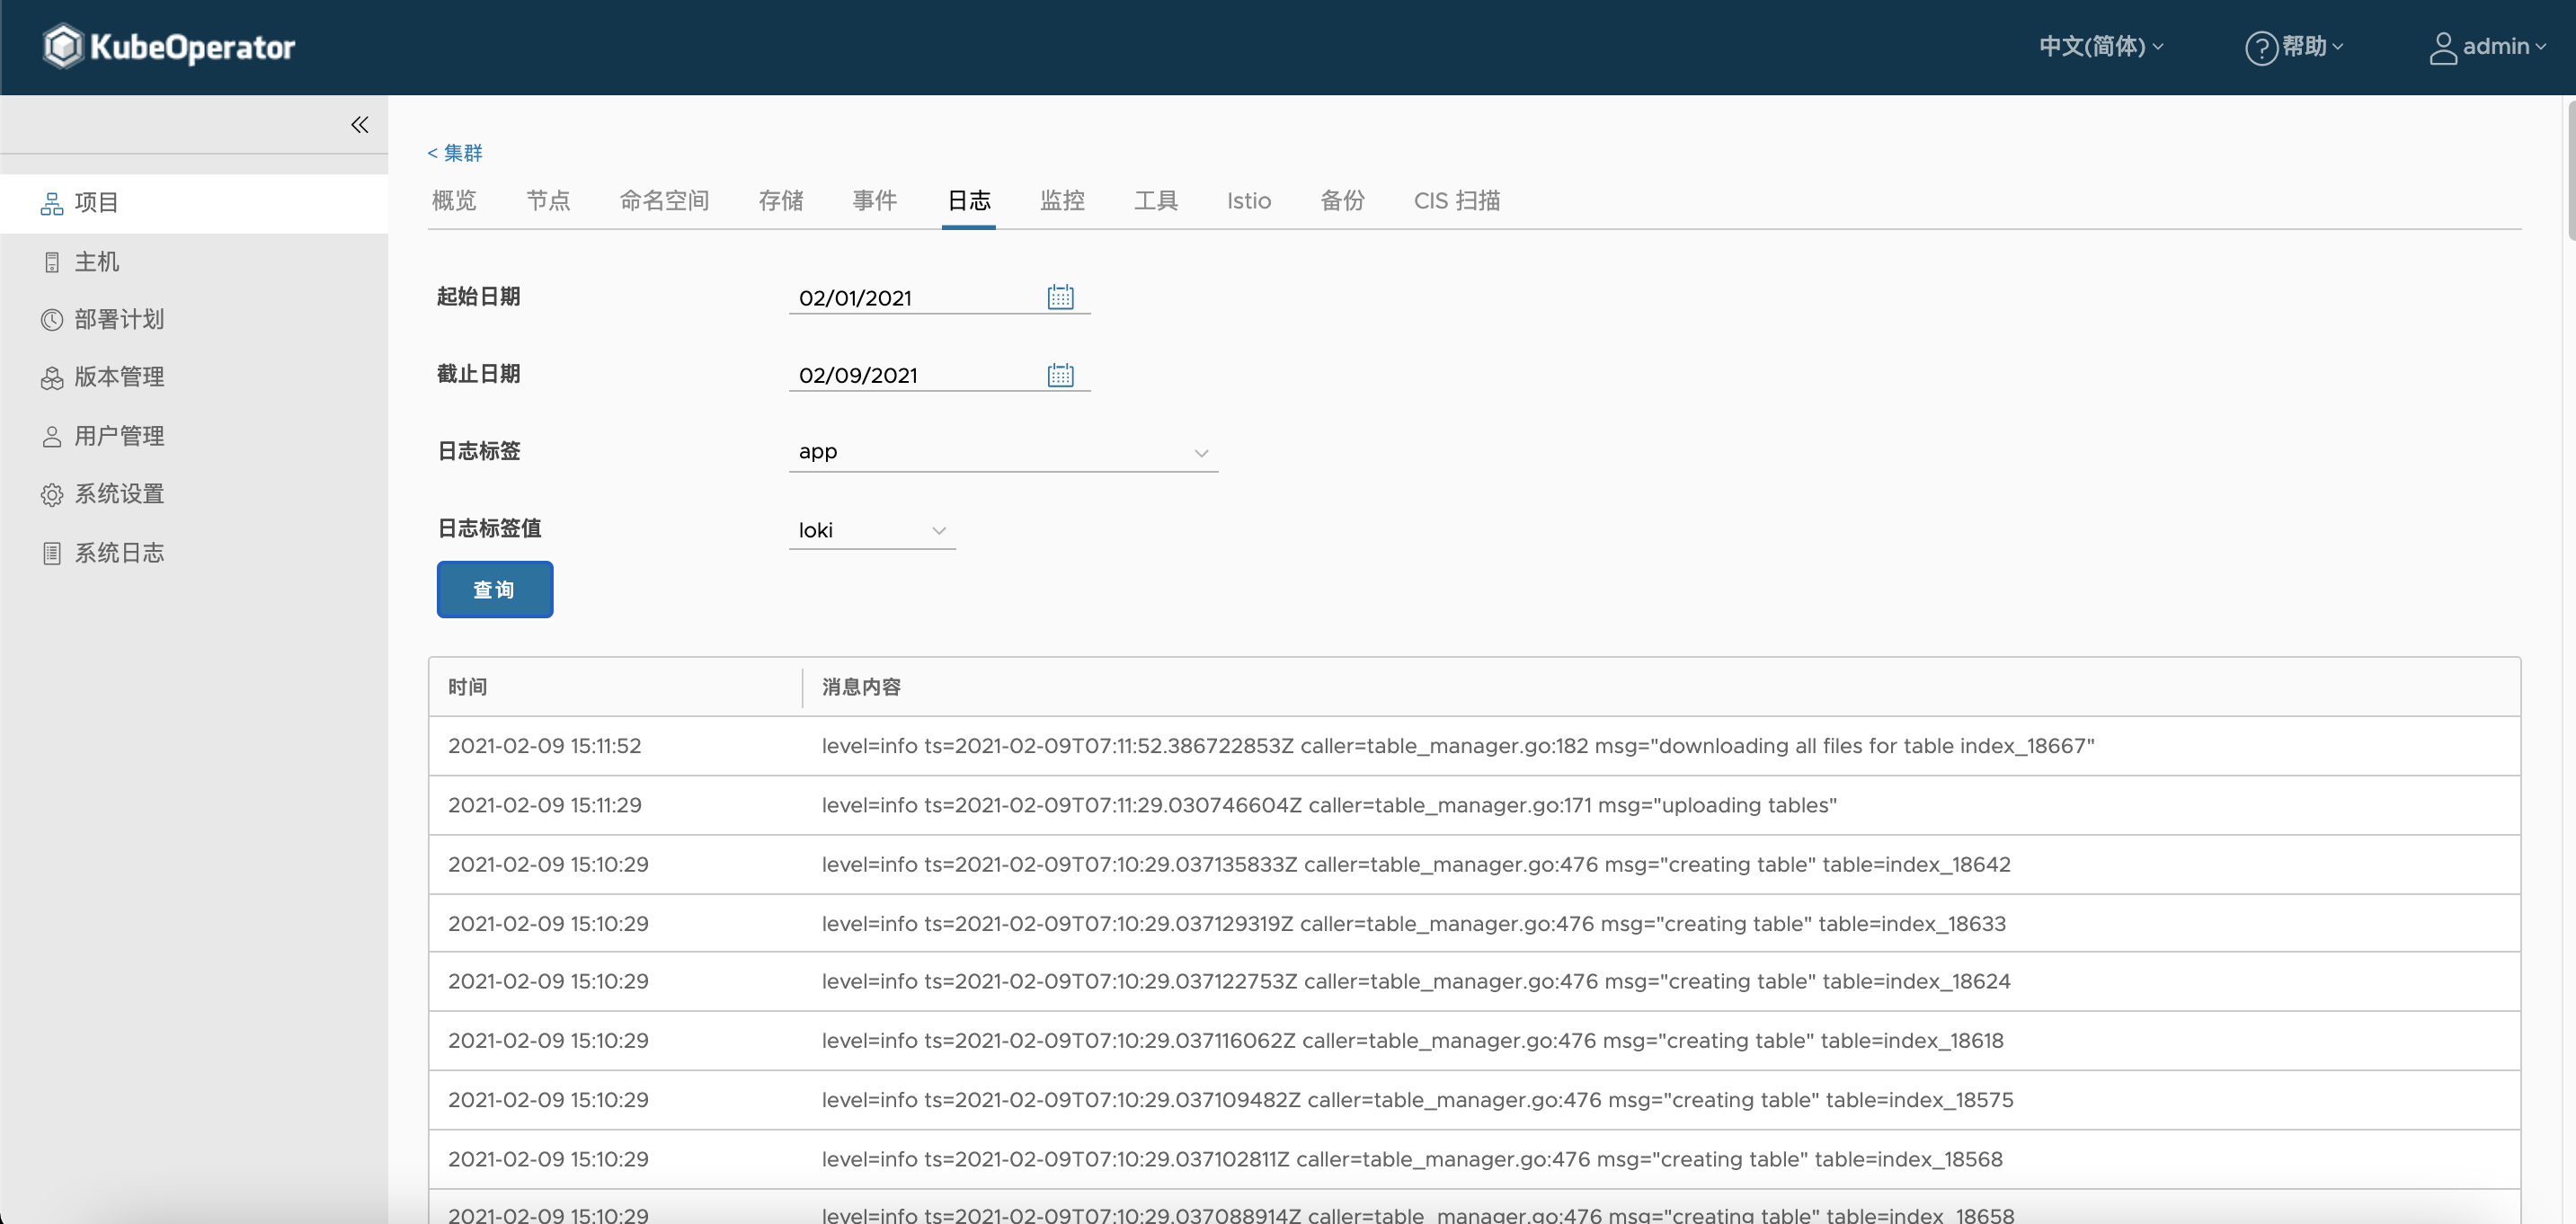 KubeOperator 中文(简体) 帮助 admin
< 集群
概览 节点 命名空间 存储 事件 日志 监控 工具 Istio 备份 CIS 扫描
项目
主机
部署计划
版本管理
用户管理
系统设置
系统日志
起始日期 02/01/2021
截止日期 02/09/2021
日志标签 app
日志标签值 loki
查询
时间 消息内容
2021-02-09 15:11:52 level=info ts=2021-02-09T07:11:52.386722853Z caller=table_manager.go:182 msg="downloading all files for table index_18667"
2021-02-09 15:11:29 level=info ts=2021-02-09T07:11:29.030746604Z caller=table_manager.go:171 msg="uploading tables"
2021-02-09 15:10:29 level=info ts=2021-02-09T07:10:29.037135833Z caller=table_manager.go:476 msg="creating table" table=index_18642
2021-02-09 15:10:29 level=info ts=2021-02-09T07:10:29.037129319Z caller=table_manager.go:476 msg="creating table" table=index_18633
2021-02-09 15:10:29 level=info ts=2021-02-09T07:10:29.037122753Z caller=table_manager.go:476 msg="creating table" table=index_18624
2021-02-09 15:10:29 level=info ts=2021-02-09T07:10:29.037116062Z caller=table_manager.go:476 msg="creating table" table=index_18618
2021-02-09 15:10:29 level=info ts=2021-02-09T07:10:29.037109482Z caller=table_manager.go:476 msg="creating table" table=index_18575
2021-02-09 15:10:29 level=info ts=2021-02-09T07:10:29.037102811Z caller=table_manager.go:476 msg="creating table" table=index_18568
2021-02-09 15:10:29 level=info ts=2021-02-09T07:10:29.037088914Z caller=table_manager.go:476 msg="creating table" table=index_18658